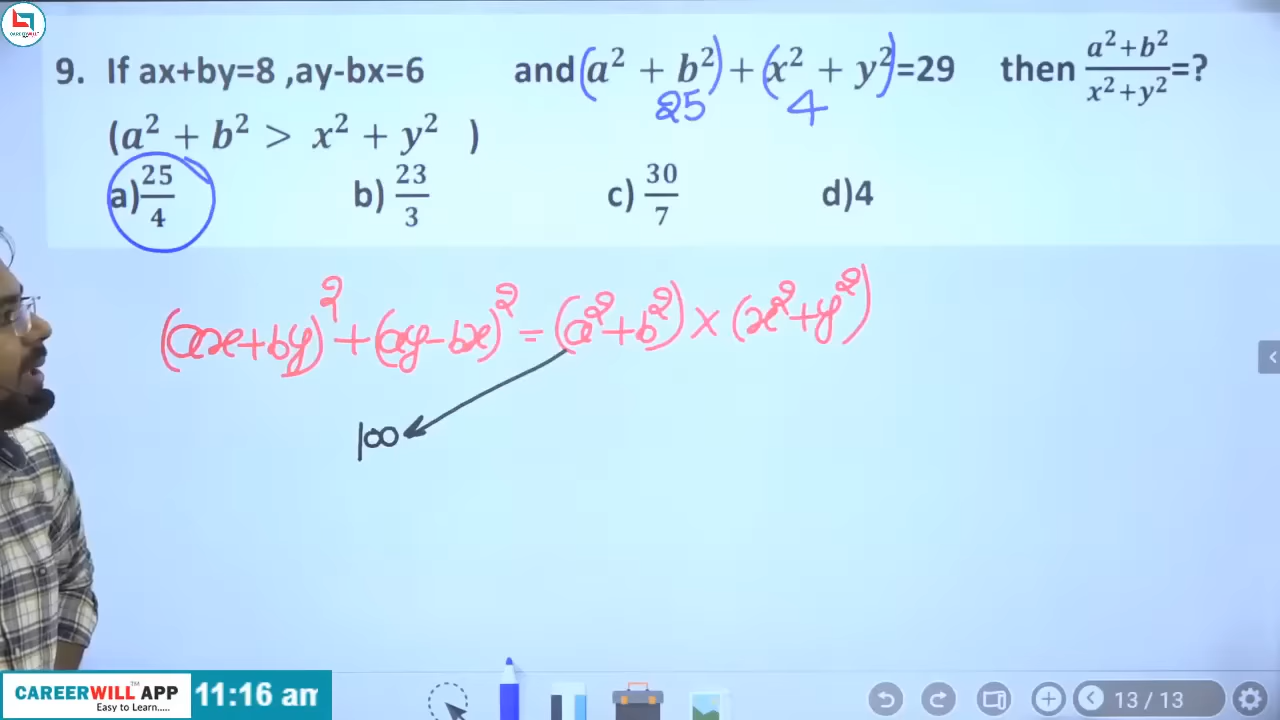 CAREERWILL
9. If ax+by=8 ,ay-bx=6 and (a² + b²) + (x² + y²)=29 then (a²+b²)/(x²+y²)=?
25 4
(a² + b² > x² + y² )
a) 25/4 b) 23/3 c) 30/7 d)4
(ax+by)² + (ay-bx)² = (a²+b²) × (x²+y²)
100
CAREERWILL APP
Easy to Learn.....
11:16 am
13 / 13